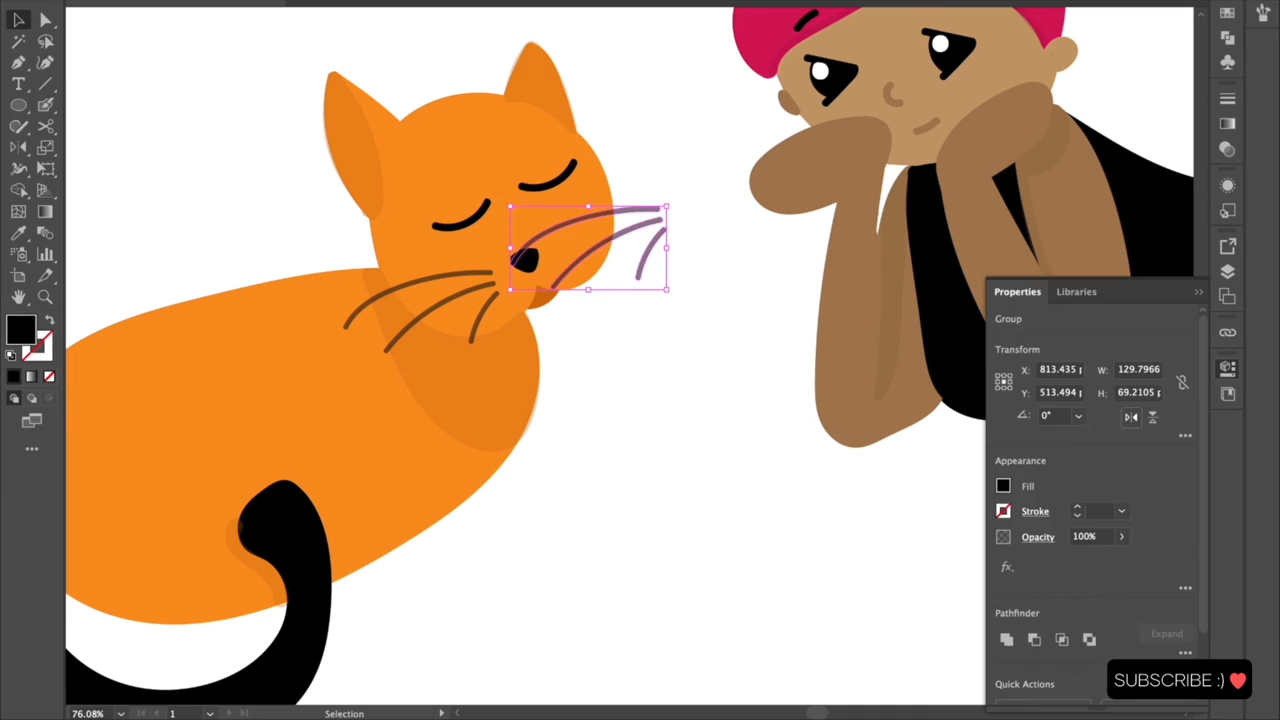 Properties Libraries
Group
Transform
X: 813.435 p W: 129.7966
Y: 513.494 p H: 69.2105 p
0°
Appearance
Fill
Stroke
Opacity 100%
fx.
Pathfinder
Expand
SUBSCRIBE :) ❤️
Quick Actions
76.08% 1 Selection